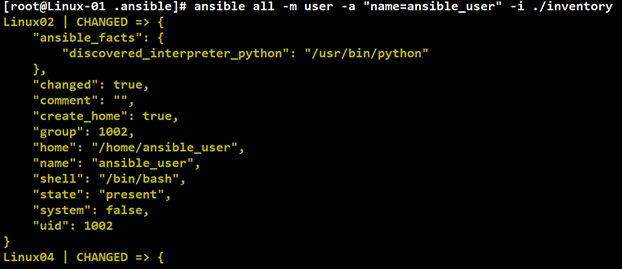 [root@Linux-01 .ansible]# ansible all -m user -a "name=ansible_user" -i ./inventory
Linux02 | CHANGED => {
    "ansible_facts": {
        "discovered_interpreter_python": "/usr/bin/python"
    },
    "changed": true,
    "comment": "",
    "create_home": true,
    "group": 1002,
    "home": "/home/ansible_user",
    "name": "ansible_user",
    "shell": "/bin/bash",
    "state": "present",
    "system": false,
    "uid": 1002
}
Linux04 | CHANGED => {